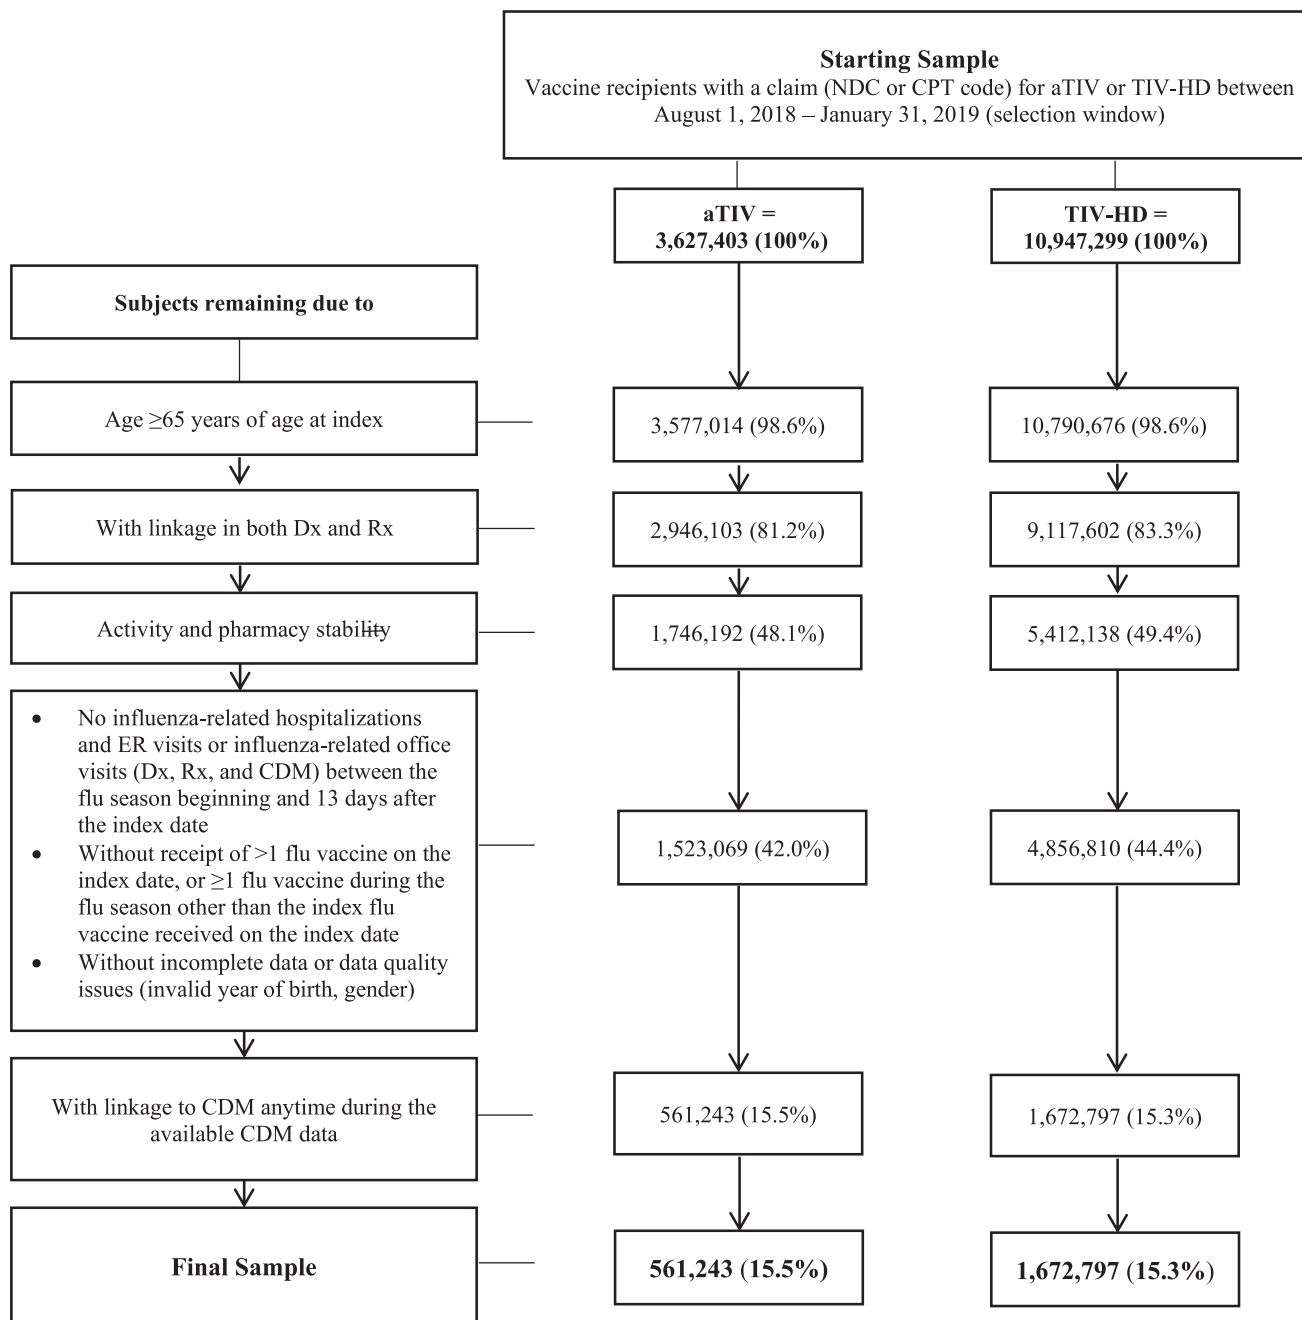 Starting Sample
Vaccine recipients with a claim (NDC or CPT code) for aTIV or TIV-HD between
August 1, 2018 – January 31, 2019 (selection window)
aTIV =
3,627,403 (100%)
TIV-HD =
10,947,299 (100%)
Subjects remaining due to
Age ≥65 years of age at index
3,577,014 (98.6%)
10,790,676 (98.6%)
With linkage in both Dx and Rx
2,946,103 (81.2%)
9,117,602 (83.3%)
Activity and pharmacy stability
1,746,192 (48.1%)
5,412,138 (49.4%)
• No influenza-related hospitalizations
and ER visits or influenza-related office
visits (Dx, Rx, and CDM) between the
flu season beginning and 13 days after
the index date
• Without receipt of >1 flu vaccine on the
index date, or ≥1 flu vaccine during the
flu season other than the index flu
vaccine received on the index date
• Without incomplete data or data quality
issues (invalid year of birth, gender)
1,523,069 (42.0%)
4,856,810 (44.4%)
With linkage to CDM anytime during the
available CDM data
561,243 (15.5%)
1,672,797 (15.3%)
Final Sample
561,243 (15.5%)
1,672,797 (15.3%)